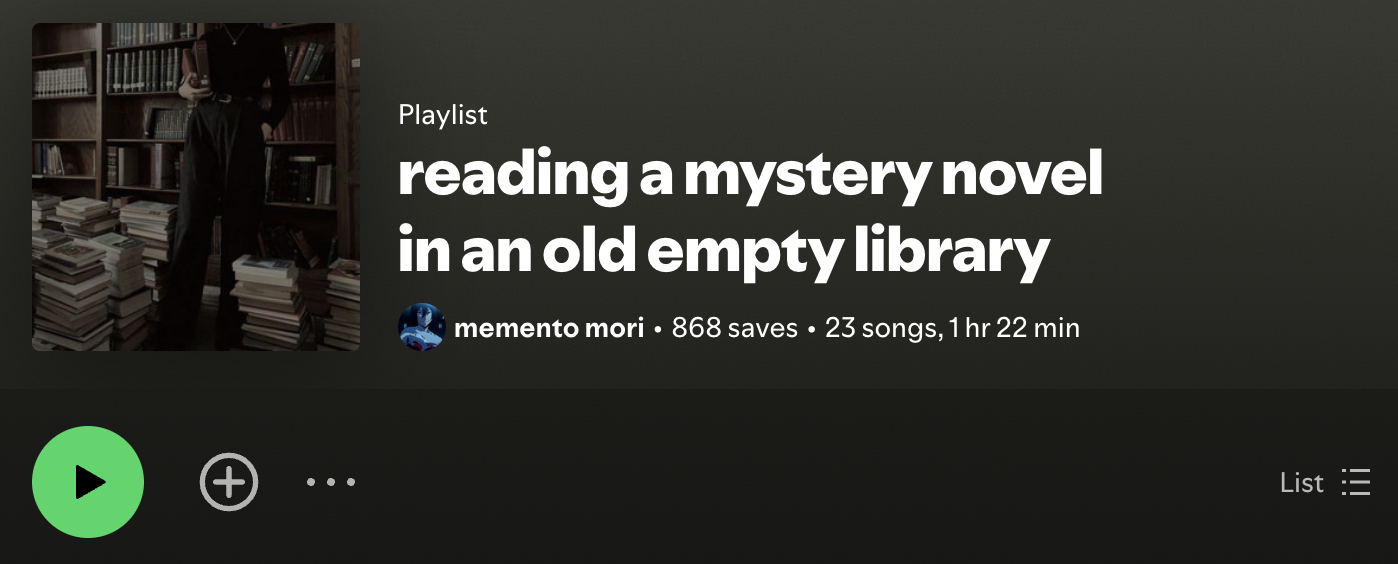 Playlist
reading a mystery novel
in an old empty library
memento mori • 868 saves • 23 songs, 1 hr 22 min
List